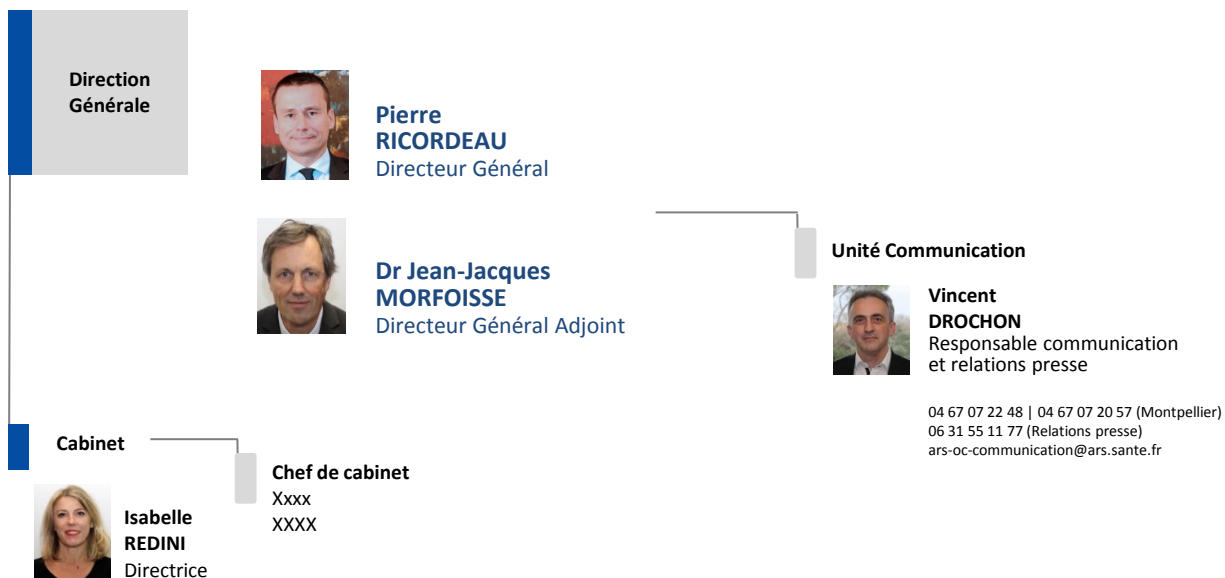 Direction
Générale
Pierre
RICORDEAU
Directeur Général
Dr Jean-Jacques
MORFOISSE
Directeur Général Adjoint
Unité Communication
Vincent
DROCHON
Responsable communication
et relations presse
04 67 07 22 48 | 04 67 07 20 57 (Montpellier)
06 31 55 11 77 (Relations presse)
ars-oc-communication@ars.sante.fr
Cabinet
Isabelle
REDINI
Directrice
Chef de cabinet
Xxxx
XXXX